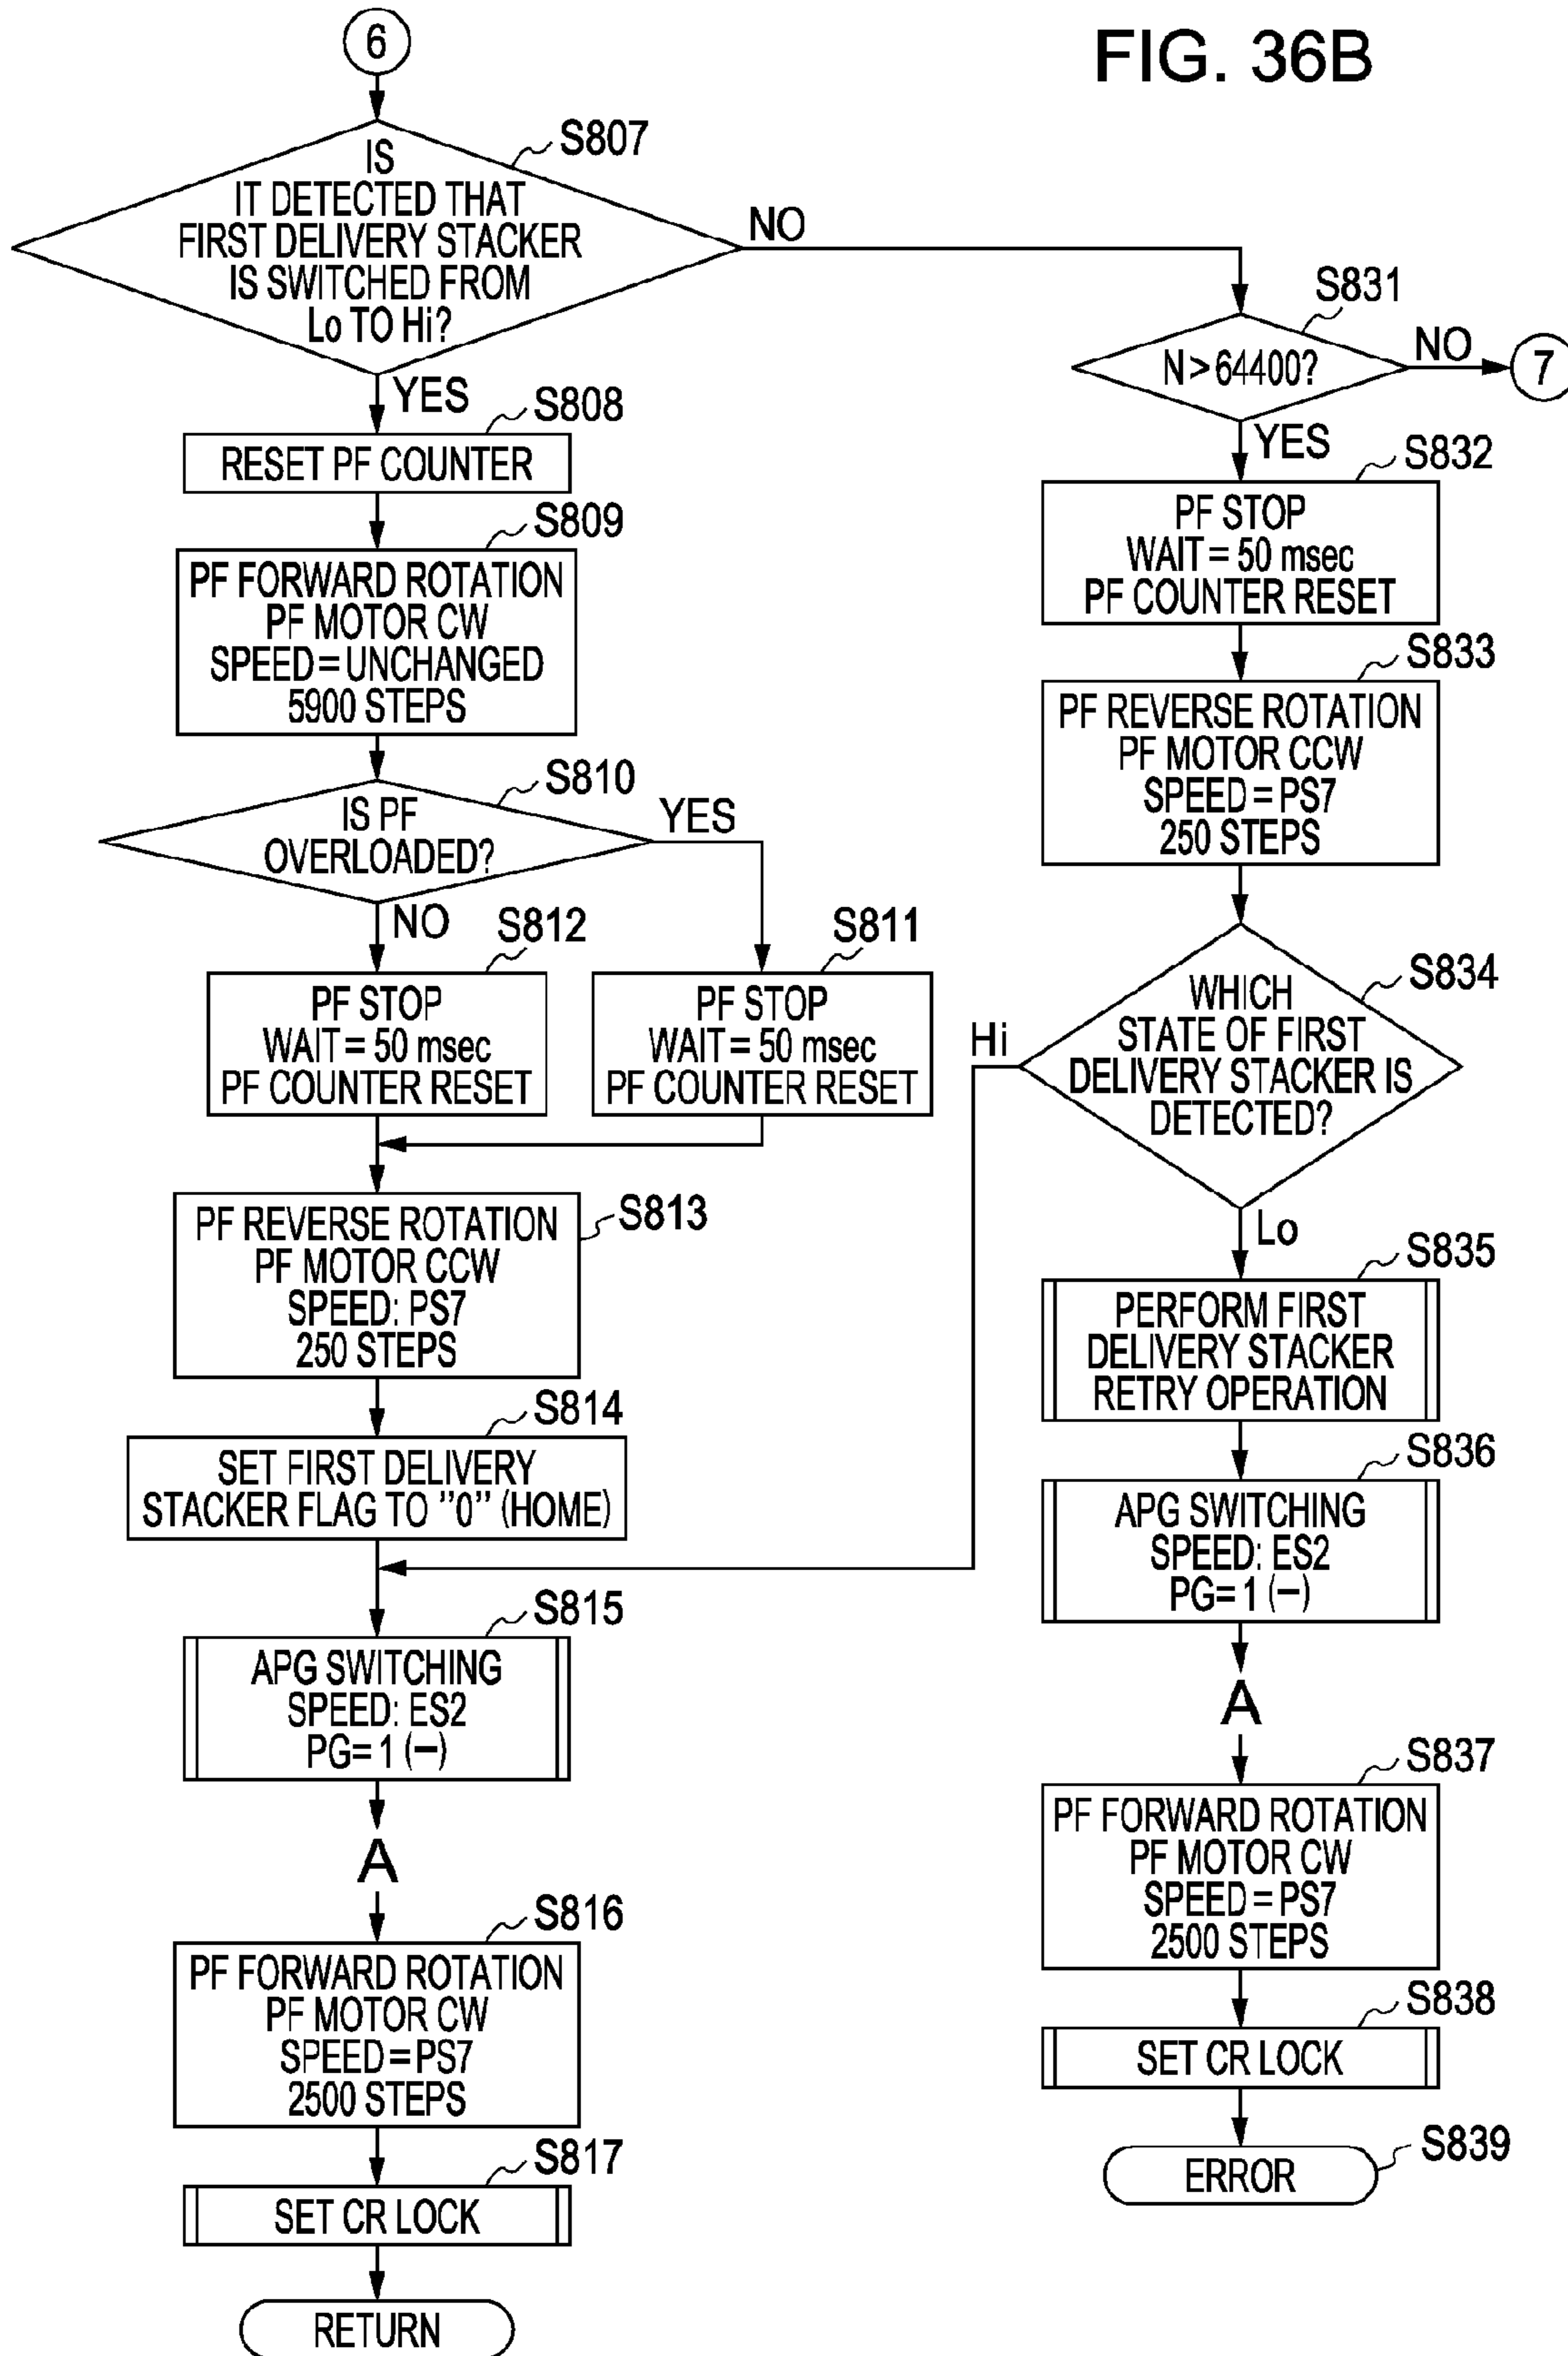 FIG. 36B
6
S807
IS
IT DETECTED THAT
FIRST DELIVERY STACKER
IS SWITCHED FROM
Lo TO Hi?
NO
YES
S808
RESET PF COUNTER
S809
PF FORWARD ROTATION
PF MOTOR CW
SPEED=UNCHANGED
5900 STEPS
S810
IS PF
OVERLOADED?
YES
NO
S812
PF STOP
WAIT = 50 msec
PF COUNTER RESET
S811
PF STOP
WAIT = 50 msec
PF COUNTER RESET
S813
PF REVERSE ROTATION
PF MOTOR CCW
SPEED: PS7
250 STEPS
S814
SET FIRST DELIVERY
STACKER FLAG TO "0" (HOME)
S815
APG SWITCHING
SPEED: ES2
PG= 1 (−)
A
S816
PF FORWARD ROTATION
PF MOTOR CW
SPEED=PS7
2500 STEPS
S817
SET CR LOCK
RETURN
S831
N > 64400?
NO
7
YES
S832
PF STOP
WAIT = 50 msec
PF COUNTER RESET
S833
PF REVERSE ROTATION
PF MOTOR CCW
SPEED = PS7
250 STEPS
S834
WHICH
STATE OF FIRST
DELIVERY STACKER IS
DETECTED?
Hi
Lo
S835
PERFORM FIRST
DELIVERY STACKER
RETRY OPERATION
S836
APG SWITCHING
SPEED: ES2
PG= 1 (−)
A
S837
PF FORWARD ROTATION
PF MOTOR CW
SPEED=PS7
2500 STEPS
S838
SET CR LOCK
S839
ERROR